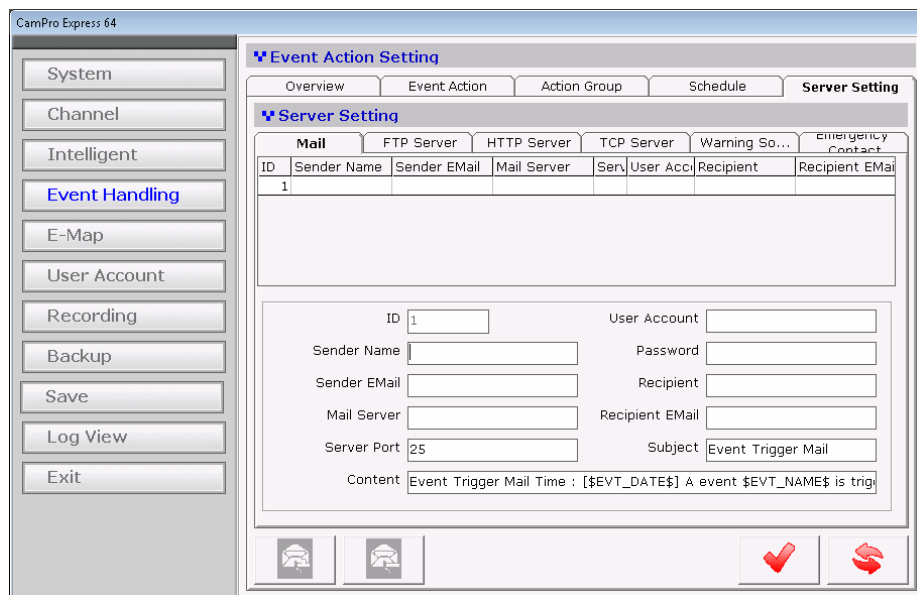 CamPro Express 64
Event Action Setting
System
Channel
Intelligent
Event Handling
E-Map
User Account
Recording
Backup
Save
Log View
Exit
Overview Event Action Action Group Schedule Server Setting
Server Setting
Mail FTP Server HTTP Server TCP Server Warning So... Emergency Contact
ID Sender Name Sender EMail Mail Server Serv User Acc Recipient Recipient EMai
1
ID 1 User Account
Sender Name Password
Sender EMail Recipient
Mail Server Recipient EMail
Server Port 25 Subject Event Trigger Mail
Content Event Trigger Mail Time : [$EVT_DATE$] A event $EVT_NAME$ is trig